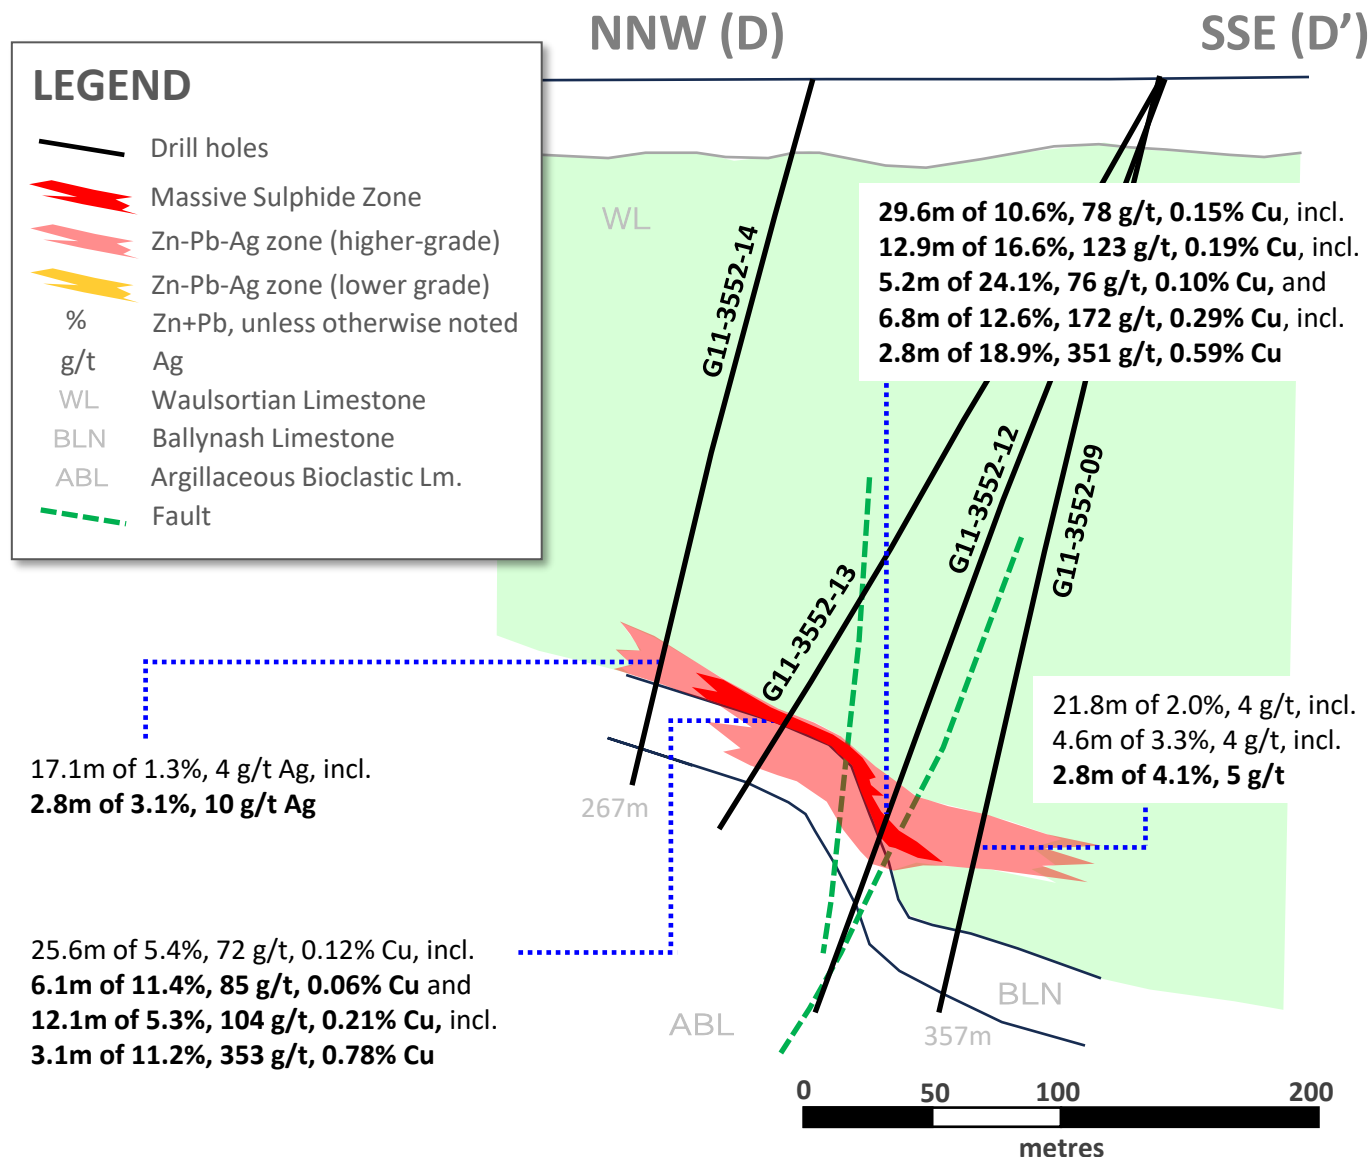 NNW (D)
SSE (D’)
LEGEND
Drill holes
Massive Sulphide Zone
Zn-Pb-Ag zone (higher-grade)
Zn-Pb-Ag zone (lower grade)
% Zn+Pb, unless otherwise noted
g/t Ag
WL Waulsortian Limestone
BLN Ballynash Limestone
ABL Argillaceous Bioclastic Lm.
Fault
WL
G11-3552-14
29.6m of 10.6%, 78 g/t, 0.15% Cu, incl.
12.9m of 16.6%, 123 g/t, 0.19% Cu, incl.
5.2m of 24.1%, 76 g/t, 0.10% Cu, and
6.8m of 12.6%, 172 g/t, 0.29% Cu, incl.
2.8m of 18.9%, 351 g/t, 0.59% Cu
G11-3552-13
G11-3552-12
G11-3552-09
21.8m of 2.0%, 4 g/t, incl.
4.6m of 3.3%, 4 g/t, incl.
2.8m of 4.1%, 5 g/t
17.1m of 1.3%, 4 g/t Ag, incl.
2.8m of 3.1%, 10 g/t Ag
267m
25.6m of 5.4%, 72 g/t, 0.12% Cu, incl.
6.1m of 11.4%, 85 g/t, 0.06% Cu and
12.1m of 5.3%, 104 g/t, 0.21% Cu, incl.
3.1m of 11.2%, 353 g/t, 0.78% Cu
ABL
BLN
357m
0 50 100 200
metres